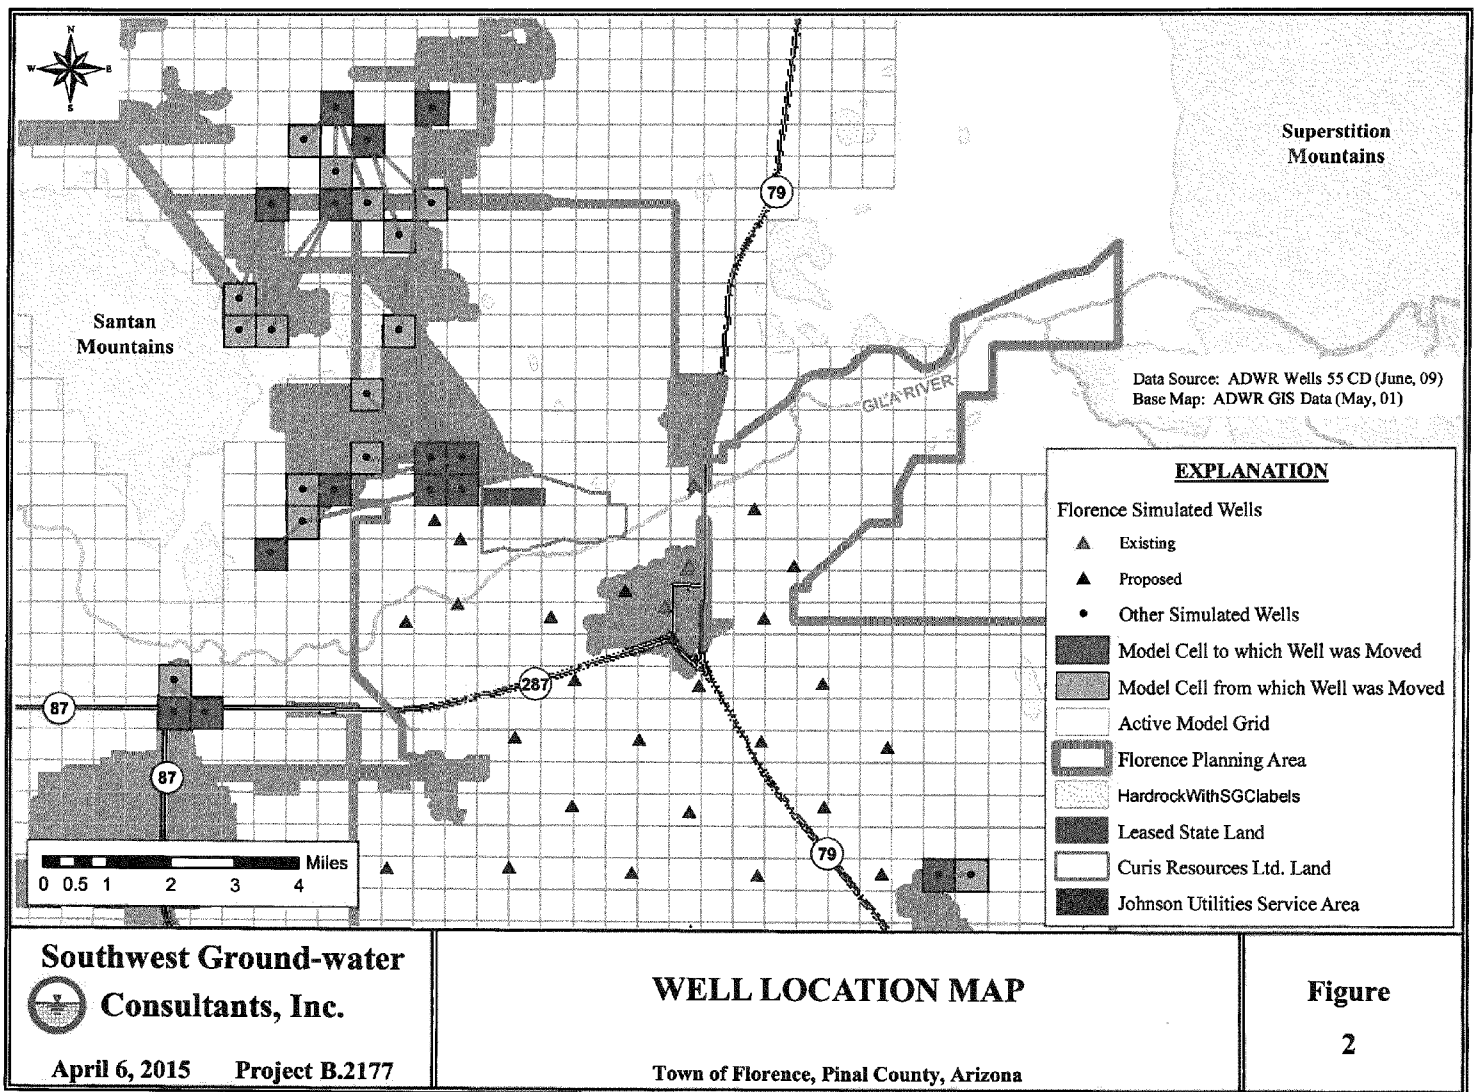 N
W
E
S
Superstition
Mountains
79
Santan
Mountains
GILA RIVER
Data Source: ADWR Wells 55 CD (June, 09)
Base Map: ADWR GIS Data (May, 01)
EXPLANATION
Florence Simulated Wells
Existing
Proposed
Other Simulated Wells
Model Cell to which Well was Moved
Model Cell from which Well was Moved
Active Model Grid
Florence Planning Area
HardrockWithSGClabels
Leased State Land
Curis Resources Ltd. Land
Johnson Utilities Service Area
287
87
87
79
Miles
0 0.5 1 2 3 4
Southwest Ground-water
Consultants, Inc.
April 6, 2015 Project B.2177
WELL LOCATION MAP
Town of Florence, Pinal County, Arizona
Figure
2